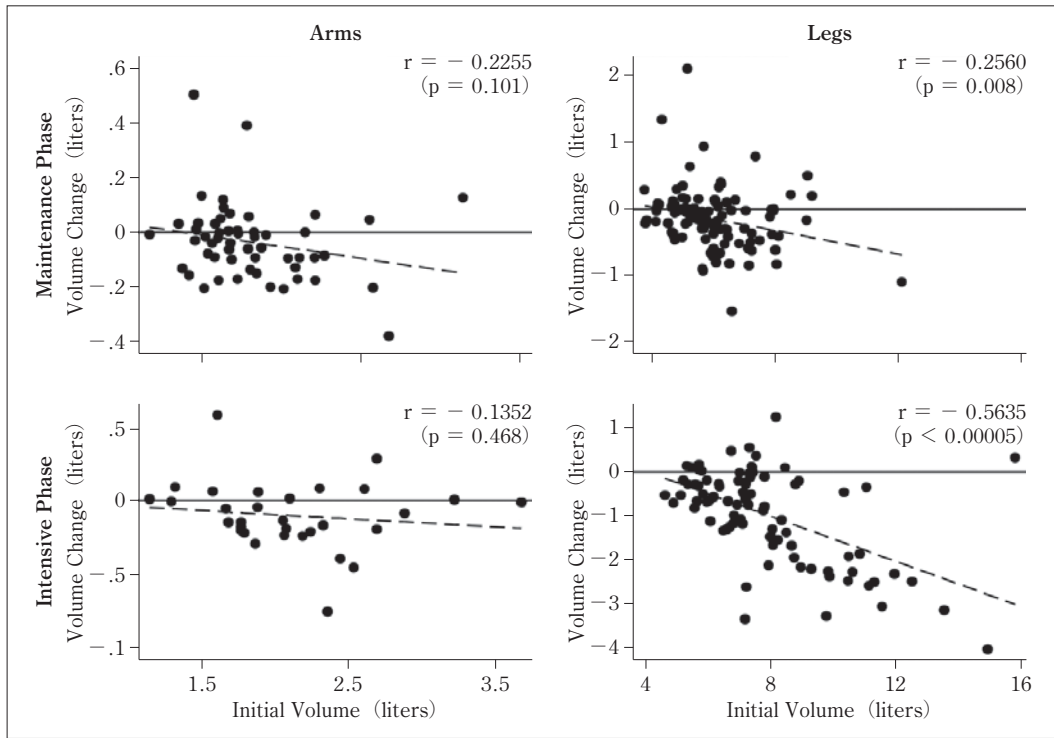 Arms
Legs
Maintenance Phase
Volume Change (liters)
.6
.4
.2
0
−.2
−.4
r = − 0.2255
(p = 0.101)
Volume Change (liters)
2
1
0
−1
−2
r = − 0.2560
(p = 0.008)
Intensive Phase
Volume Change (liters)
.5
0
−.5
−.1
r = − 0.1352
(p = 0.468)
1.5 2.5 3.5
Initial Volume (liters)
Volume Change (liters)
1
0
−1
−2
−3
−4
r = − 0.5635
(p < 0.00005)
4 8 12 16
Initial Volume (liters)